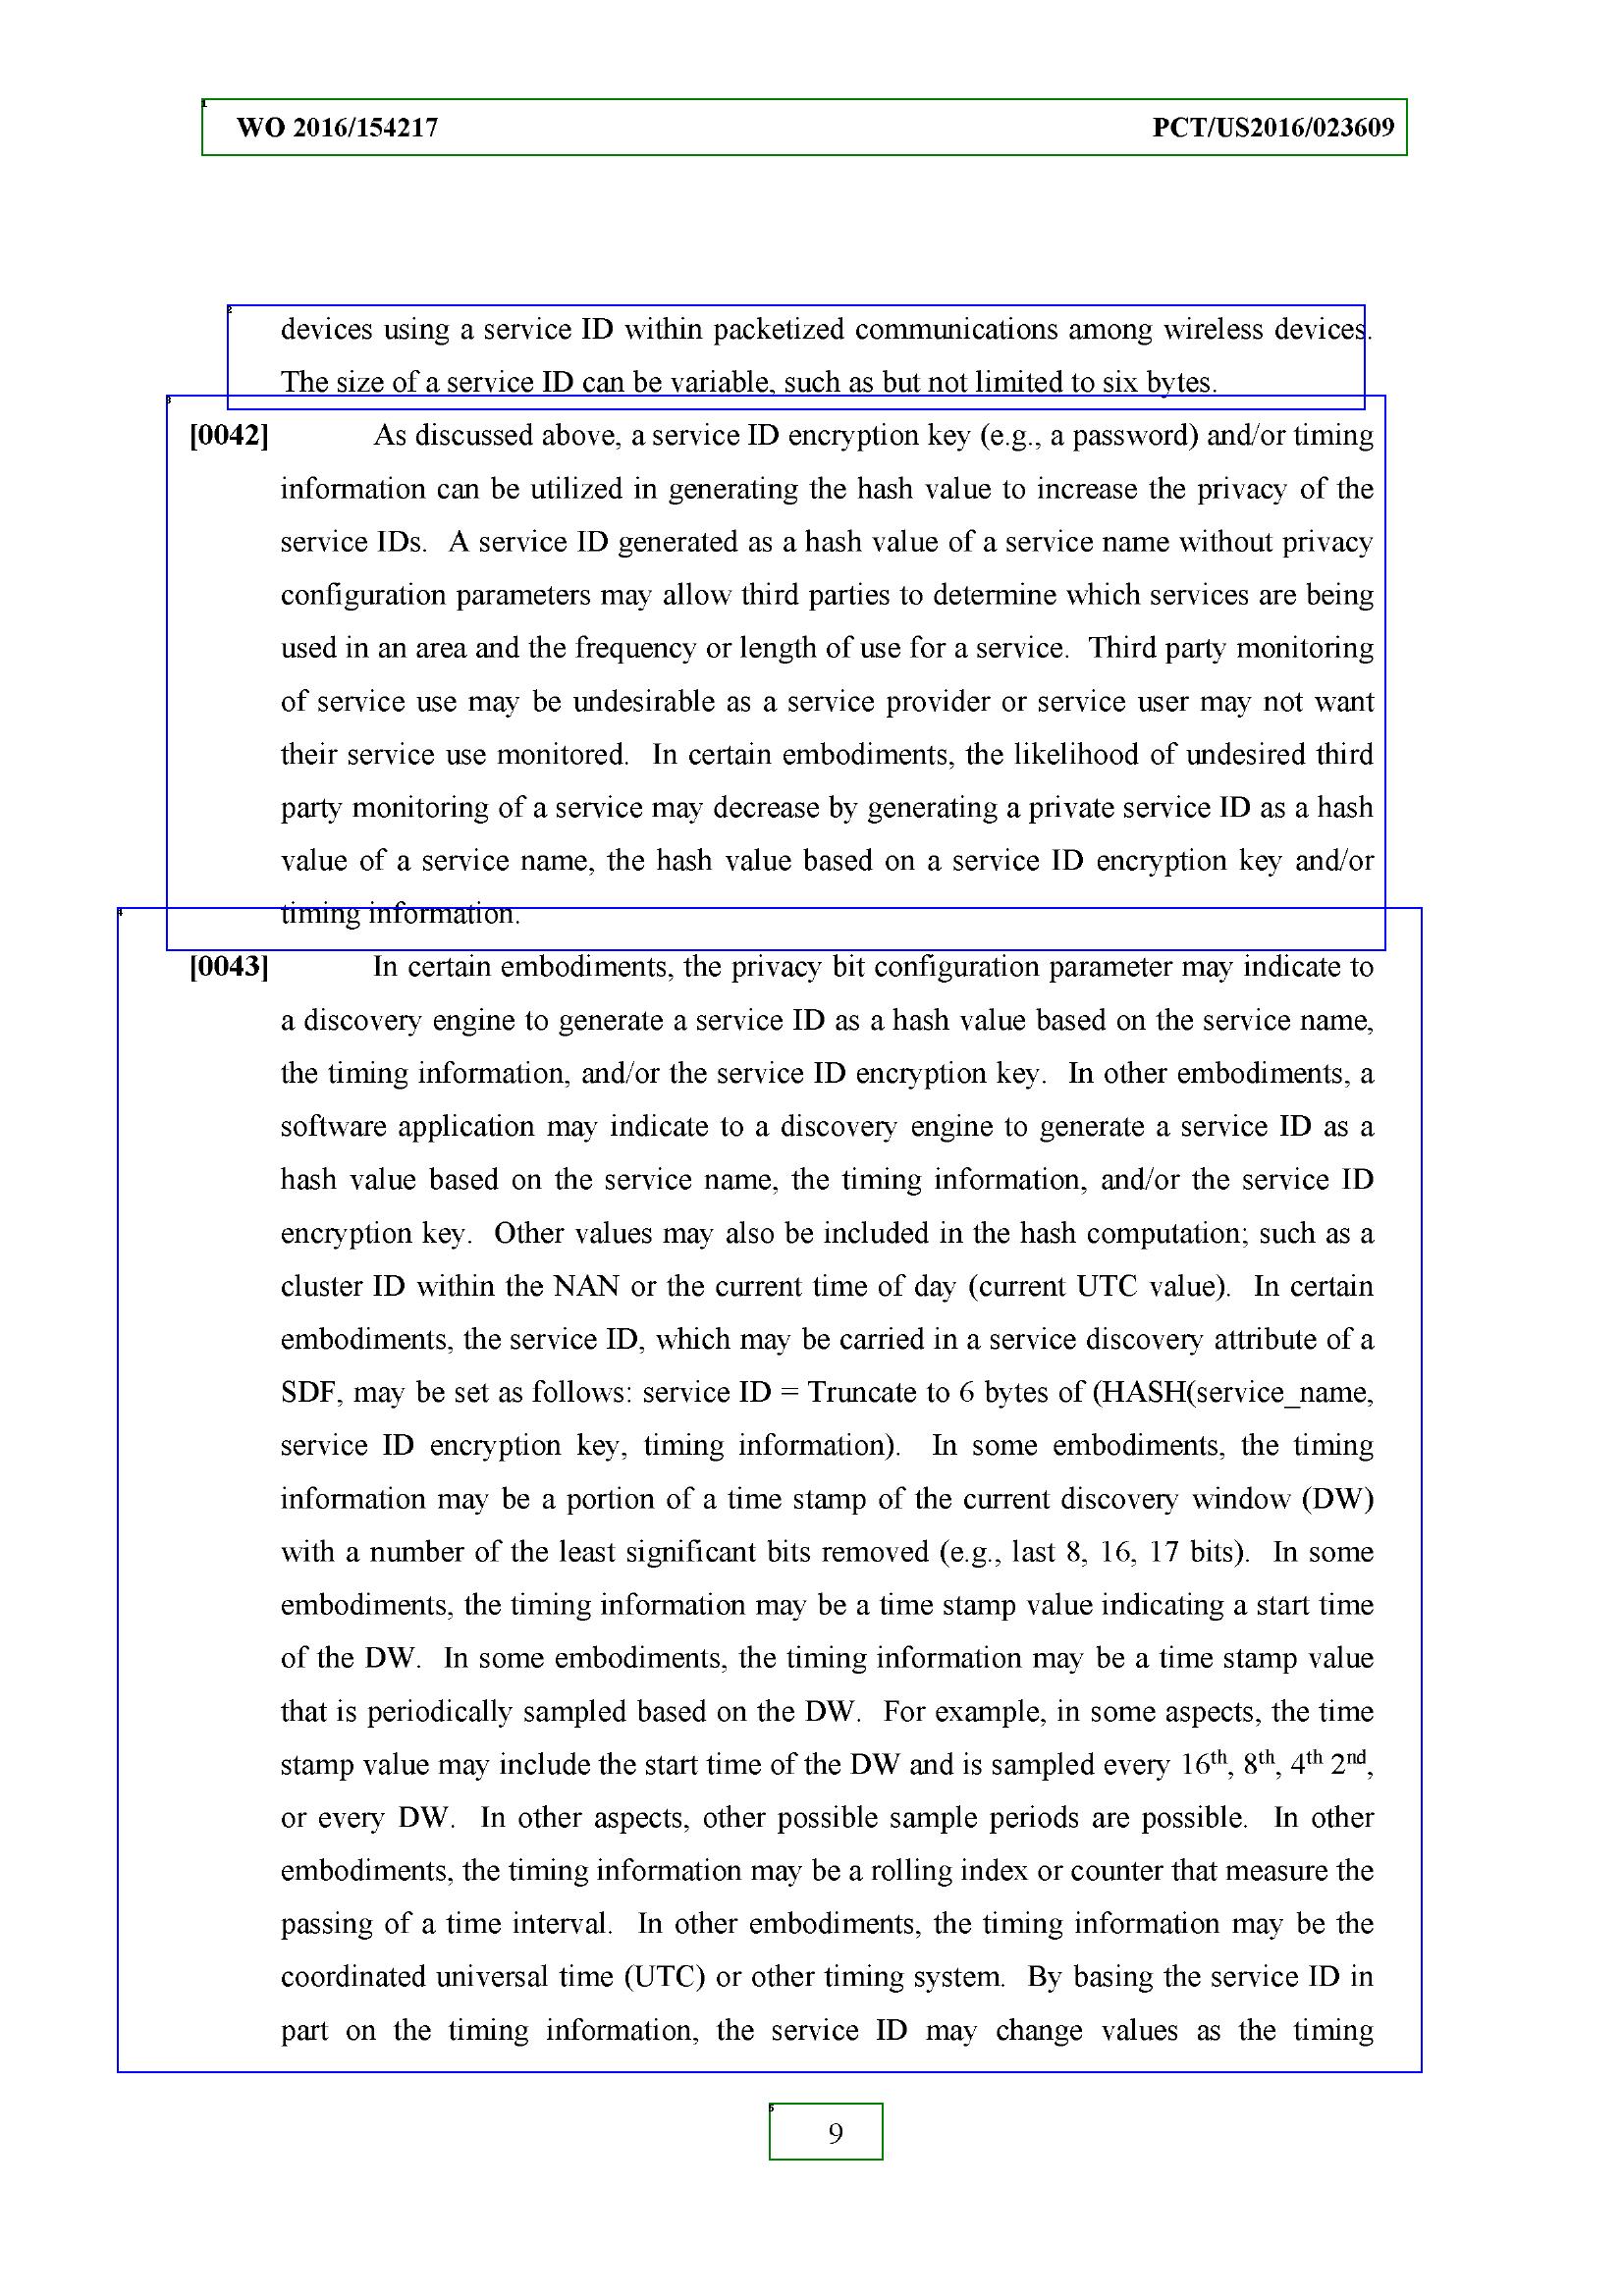 WO 2016/154217 PCT/US2016/023609
devices using a service ID within packetized communications among wireless devices.
The size of a service ID can be variable, such as but not limited to six bytes.
[0042] As discussed above, a service ID encryption key (e.g., a password) and/or timing
information can be utilized in generating the hash value to increase the privacy of the
service IDs. A service ID generated as a hash value of a service name without privacy
configuration parameters may allow third parties to determine which services are being
used in an area and the frequency or length of use for a service. Third party monitoring
of service use may be undesirable as a service provider or service user may not want
their service use monitored. In certain embodiments, the likelihood of undesired third
party monitoring of a service may decrease by generating a private service ID as a hash
value of a service name, the hash value based on a service ID encryption key and/or
timing information.
[0043] In certain embodiments, the privacy bit configuration parameter may indicate to
a discovery engine to generate a service ID as a hash value based on the service name,
the timing information, and/or the service ID encryption key. In other embodiments, a
software application may indicate to a discovery engine to generate a service ID as a
hash value based on the service name, the timing information, and/or the service ID
encryption key. Other values may also be included in the hash computation; such as a
cluster ID within the NAN or the current time of day (current UTC value). In certain
embodiments, the service ID, which may be carried in a service discovery attribute of a
SDF, may be set as follows: service ID = Truncate to 6 bytes of (HASH(service_name,
service ID encryption key, timing information). In some embodiments, the timing
information may be a portion of a time stamp of the current discovery window (DW)
with a number of the least significant bits removed (e.g., last 8, 16, 17 bits). In some
embodiments, the timing information may be a time stamp value indicating a start time
of the DW. In some embodiments, the timing information may be a time stamp value
that is periodically sampled based on the DW. For example, in some aspects, the time
stamp value may include the start time of the DW and is sampled every 16th, 8th, 4th 2nd,
or every DW. In other aspects, other possible sample periods are possible. In other
embodiments, the timing information may be a rolling index or counter that measure the
passing of a time interval. In other embodiments, the timing information may be the
coordinated universal time (UTC) or other timing system. By basing the service ID in
part on the timing information, the service ID may change values as the timing
9